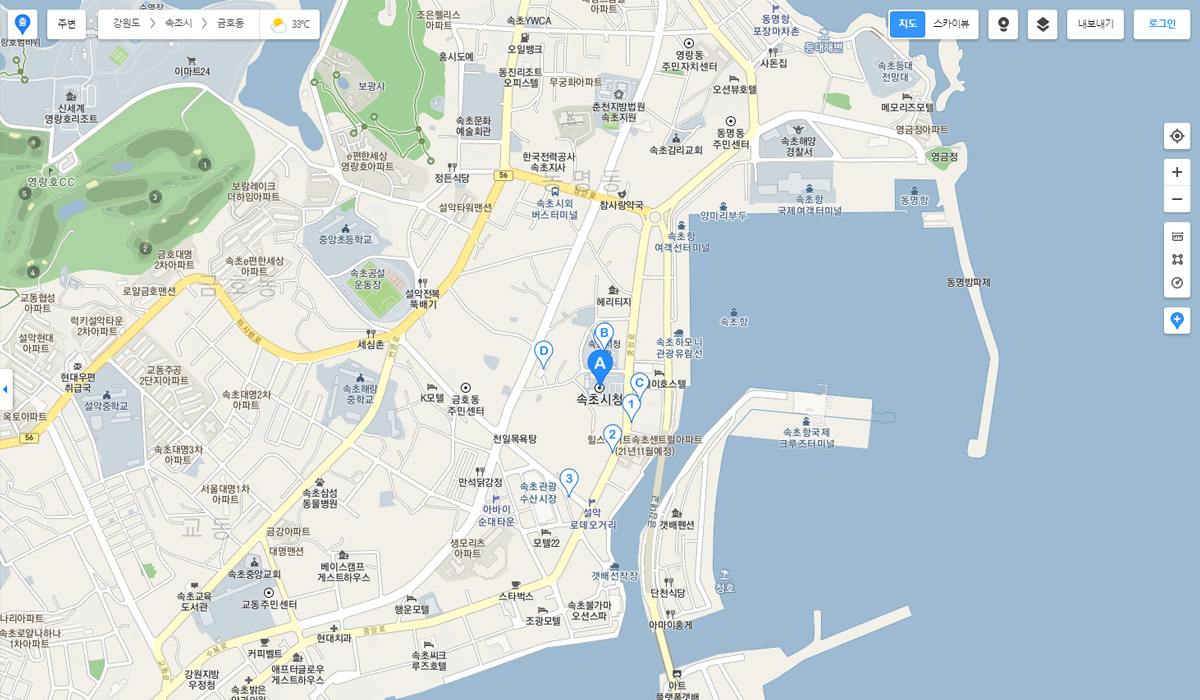 주변
강원도
속초시
금호동
33℃
지도
스카이뷰
내보내기
로그인
이마트24
신세계
영랑호리조트
영랑호CC
9
1
5
3
2
4
조은펠리스
아파트
홍시도예
보광사
속초YWCA
오일뱅크
동진리조트
오피스텔
무궁화아파트
아파트
춘천지방법원
속초지원
속초문화
예술회관
e편한세상
영랑호아파트
정든식당
한국전력공사
속초지사
56
속초시외
버스터미널
참사랑약국
영랑동
주민자치센터
동명항
포장마차촌
등대해변
사돈집
속초등대
전망대
오션뷰호텔
메모리즈모텔
동명동
주민센터
속초감리교회
속초해양
경찰서
영금정아파트
영금정
속초항
국제여객터미널
동명항
양미리부두
속초항
여객선터미널
동명방파제
보람레이크
더하임아파트
설악타워맨션
중앙초등학교
금호대명
2차아파트
속초e편한세상
아파트
속초공설
운동장
설악전복
뚝배기
금호동
로얄금호맨션
교동협성
아파트
럭키설악타운
2차아파트
설악현대
아파트
미시령로
세심촌
헤리티지
속초항
속초하모니
관광유람선
B
D
A
C
1
2
3
속초시청
이호스텔
중앙로
현대우편
취급국
교동주공
2단지아파트
설악중학교
옥토아파트
56
속초해랑
중학교
K모텔
금호동
주민센터
속초대명2차
아파트
천일목욕탕
속초대명3차
아파트
속초항국제
크루즈터미널
(21년11월예정)
만석닭강정
속초관광
수산시장
아바이
순대타운
설악
로데오거리
갯배펜션
서울대명1차
아파트
속초삼성
동물병원
교동
금강아파트
대명맨션
생모리츠
아파트
모텔22
베이스캠프
게스트하우스
속초중앙교회
갯배선착장
청호
단천식당
스타벅스
속초교육
도서관
교동주민센터
행운모텔
조광모텔
속초붐가마
오션스파
아마이홍게
나리아파트
속초로얄나하나
1차아파트
현대치과
중앙로
수복로
커피벨트
속초씨크
루즈호텔
강원지방
우정청
애프터글로우
게스트하우스
속초밝은
아트
플랫폼갯배